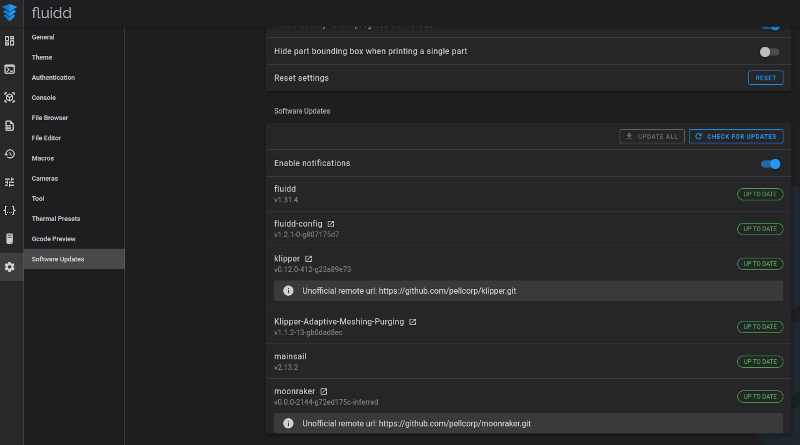 fluidd
General
Theme
Authentication
Console
File Browser
File Editor
Macros
Cameras
Tool
Thermal Presets
Gcode Preview
Software Updates
Hide part bounding box when printing a single part
Reset settings
RESET
Software Updates
UPDATE ALL
CHECK FOR UPDATES
Enable notifications
fluidd
v1.31.4
UP TO DATE
fluidd-config
v1.2.1-0-g807175d7
UP TO DATE
klipper
v0.12.0-412-g23a89e73
UP TO DATE
Unofficial remote url: https://github.com/pellcorp/klipper.git
Klipper-Adaptive-Meshing-Purging
v1.1.2-13-gb0dad8ec
UP TO DATE
mainsail
v2.13.2
UP TO DATE
moonraker
v0.0.0-2144-g72ed175c-inferred
UP TO DATE
Unofficial remote url: https://github.com/pellcorp/moonraker.git